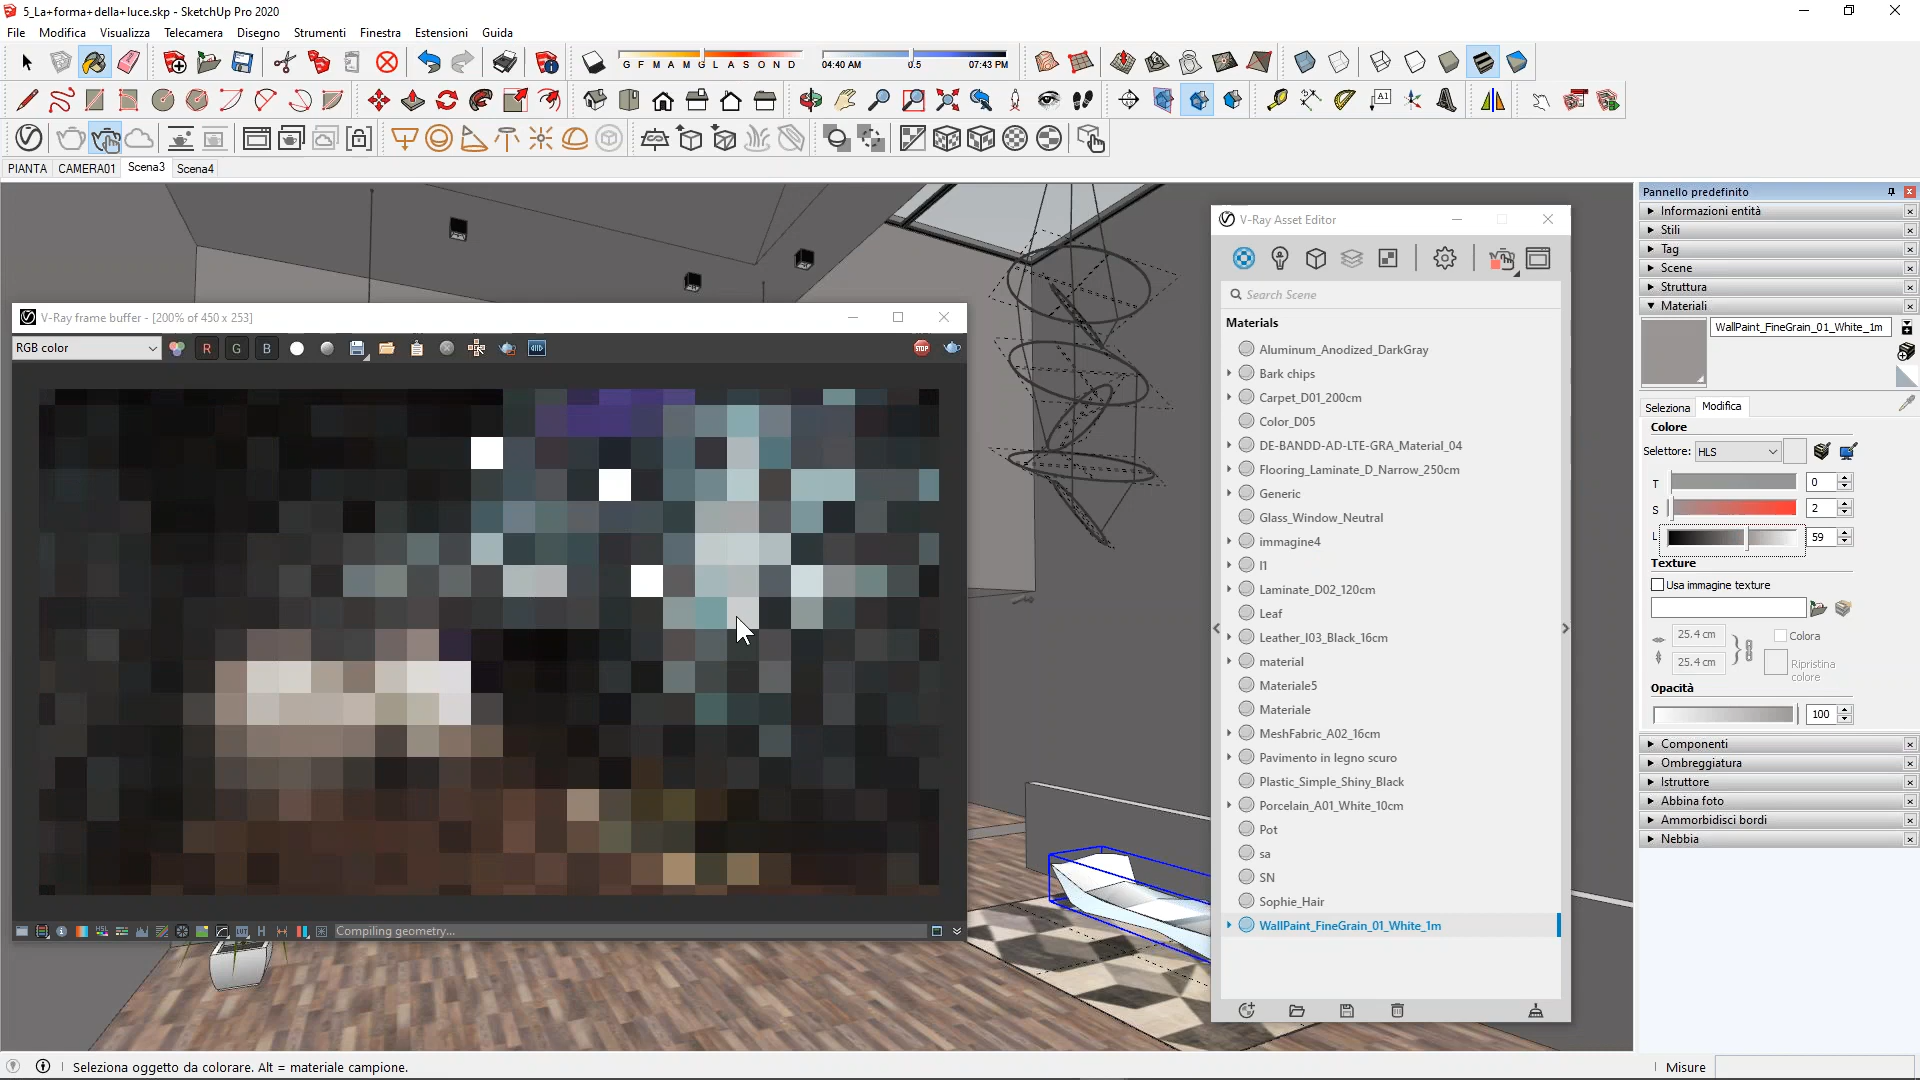 5_La+forma+della+luce.skp - SketchUp Pro 2020
File Modifica Visualizza Telecamera Disegno Strumenti Finestra Estensioni Guida
G F M A M G L A S O N D
04:40 AM 0.5 07:43 PM
PIANTA CAMERA01 Scena3 Scena4
V-Ray frame buffer - [200% of 450 x 253]
RGB color
R G B
STOP
HSL
LUT
H
Compiling geometry...
V-Ray Asset Editor
Search Scene
Materials
Aluminum_Anodized_DarkGray
Bark chips
Carpet_D01_200cm
Color_D05
DE-BANDD-AD-LTE-GRA_Material_04
Flooring_Laminate_D_Narrow_250cm
Generic
Glass_Window_Neutral
immagine4
l1
Laminate_D02_120cm
Leaf
Leather_I03_Black_16cm
material
Materiale5
Materiale
MeshFabric_A02_16cm
Pavimento in legno scuro
Plastic_Simple_Shiny_Black
Porcelain_A01_White_10cm
Pot
sa
SN
Sophie_Hair
WallPaint_FineGrain_01_White_1m
Pannello predefinito
Informazioni entità
Stili
Tag
Scene
Struttura
Materiali
WallPaint_FineGrain_01_White_1m
Seleziona Modifica
Colore
Selettore: HLS
T 0
S 2
L 59
Texture
Usa immagine texture
25.4 cm
Colora
25.4 cm
Ripristina
colore
Opacità
100
Componenti
Ombreggiatura
Istruttore
Abbina foto
Ammorbidisci bordi
Nebbia
Seleziona oggetto da colorare. Alt = materiale campione.
Misure